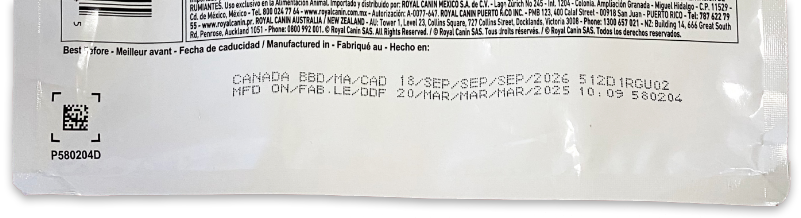 RUMIANTES. Uso exclusivo en la Alimentación Animal. Importado y distribuido por: ROYAL CANIN MÉXICO S.A. de C.V. - Lago Zúrich No 245 - Int. 1204 - Colonia. Ampliación Granada - Miguel Hidalgo - C.P. 11529 -
Cd. de México, México - Tel. 800 024 77 64 - www.royalcanin.com.mx - Autorización: A-0777-647. ROYAL CANIN PUERTO RICO INC. - PMB 123, 400 Calaf Street - 00918 San Juan - PUERTO RICO - Tel: 787 622 79
55 - www.royalcanin.pr. ROYAL CANIN AUSTRALIA / NEW ZEALAND - AU: Tower 1, Level 23, Collins Square, 727 Collins Street, Docklands, Victoria 3008 - Phone: 1300 657 021 - NZ: Building 14, 666 Great South
Rd, Penrose, Auckland 1051 - Phone: 0800 992 001. © Royal Canin SAS. All Rights Reserved. / © Royal Canin SAS. Tous droits réservés. / © Royal Canin SAS. Todos los derechos reservados.
5
Best before - Meilleur avant - Fecha de caducidad / Manufactured in - Fabriqué au - Hecho en:
CANADA BBD/MA/CAD 18/SEP/SEP/SEP/2026 512D1RGU02
MFD ON/FAB.LE/DDF 20/MAR/MAR/MAR/2025 10:09 580204
P580204D